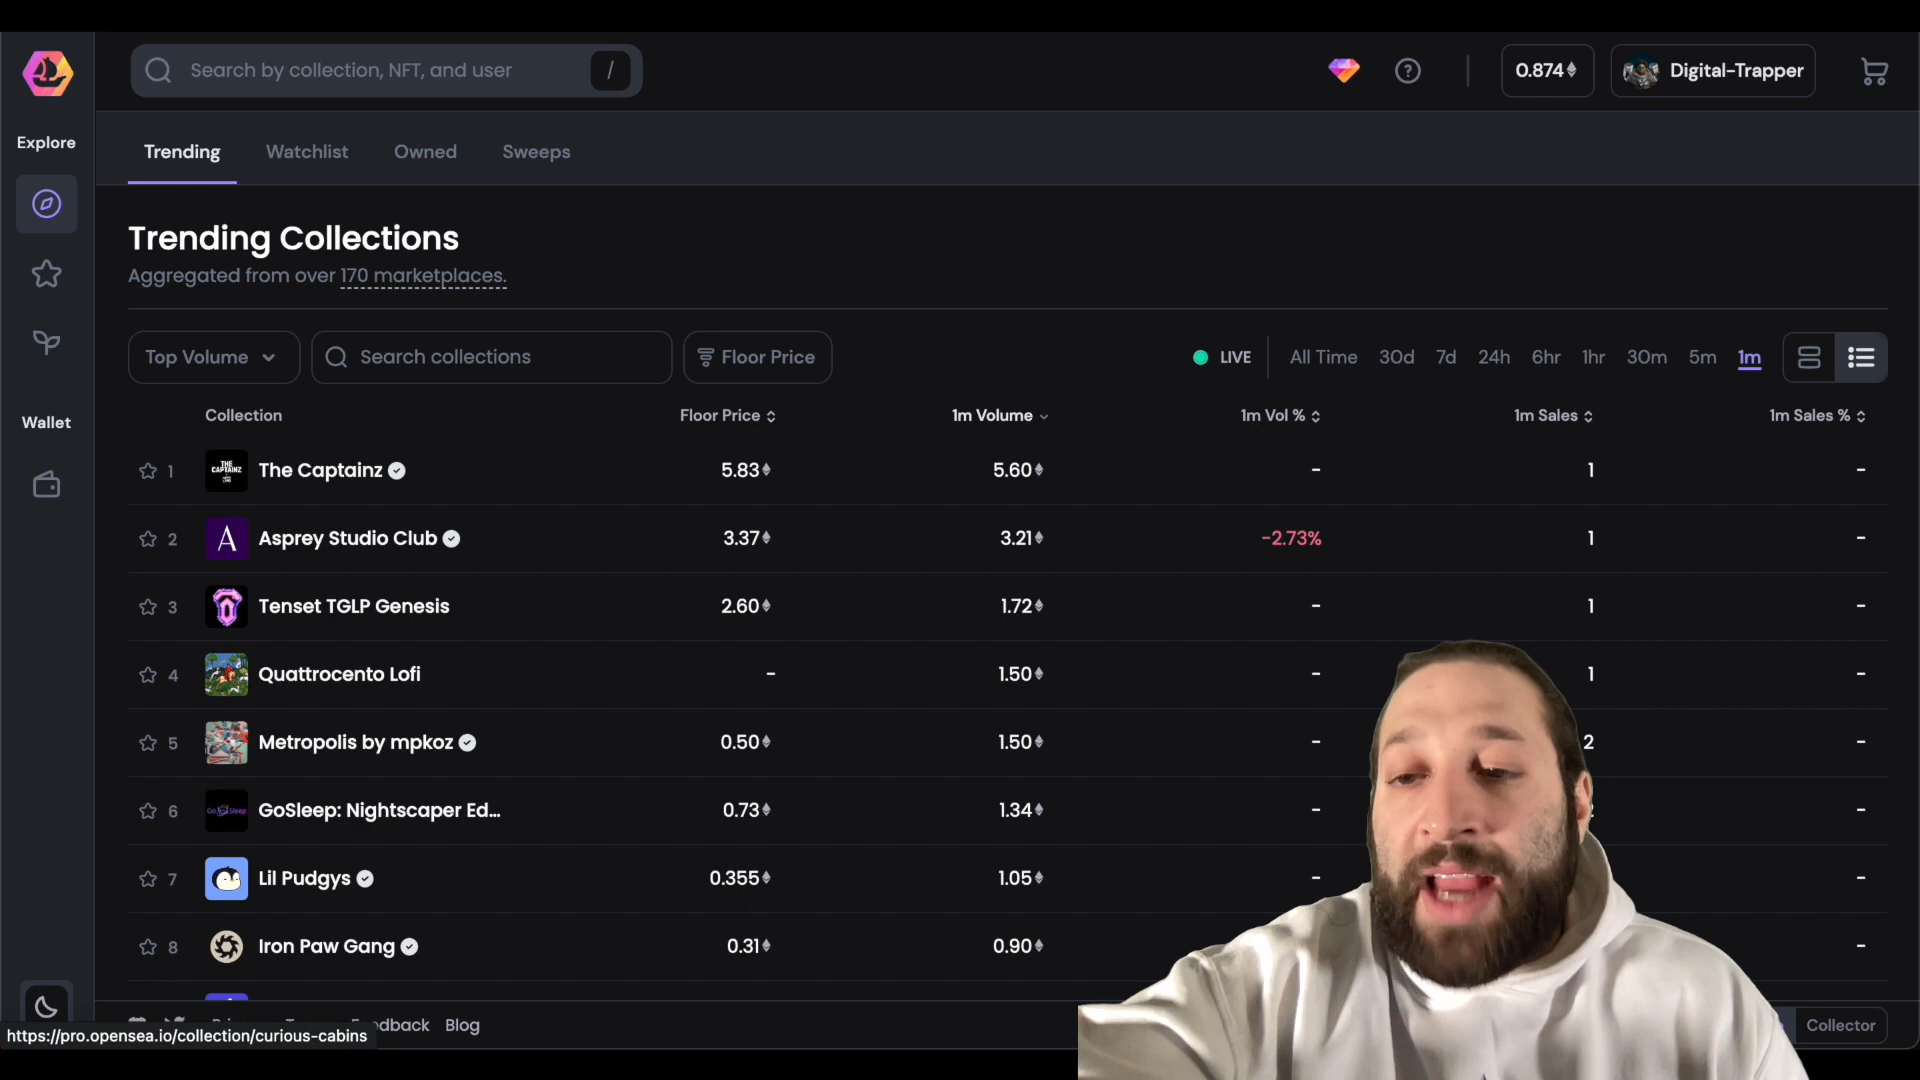 Search by collection, NFT, and user
/
0.874
Digital-Trapper
Explore
Trending
Watchlist
Owned
Sweeps
Trending Collections
Aggregated from over 170 marketplaces.
Top Volume
Search collections
Floor Price
LIVE
All Time
30d
7d
24h
6hr
1hr
30m
5m
1m
Wallet
Collection
Floor Price
1m Volume
1m Vol %
1m Sales
1m Sales %
1
THE CAPTAINZ
The Captainz
5.83
5.60
-
1
-
2
A
Asprey Studio Club
3.37
3.21
-2.73%
1
-
3
Tenset TGLP Genesis
2.60
1.72
-
1
-
4
Quattrocento Lofi
-
1.50
-
1
-
5
Metropolis by mpkoz
0.50
1.50
-
2
-
6
GoSleep
GoSleep: Nightscaper Ed...
0.73
1.34
-
-
7
Lil Pudgys
0.355
1.05
-
-
8
Iron Paw Gang
0.31
0.90
-
Blog
Collector
https://pro.opensea.io/collection/curious-cabins